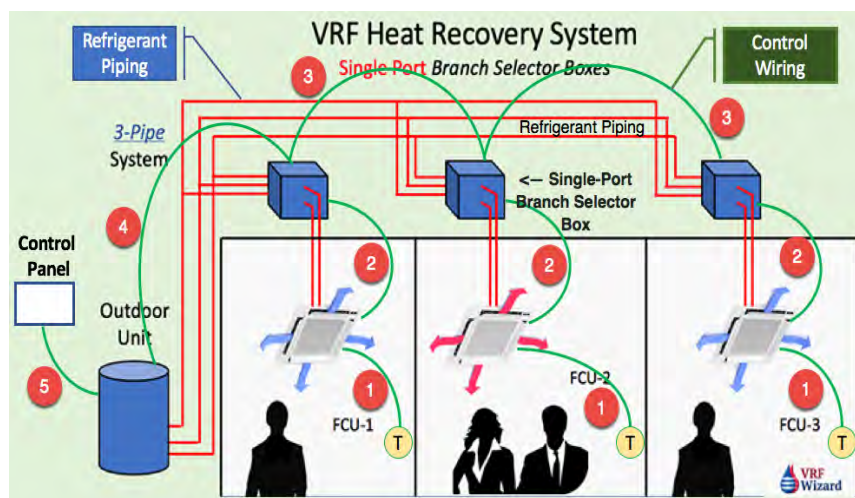 VRF Heat Recovery System
Single Port Branch Selector Boxes
Refrigerant
Piping
Control
Wiring
3
3
Refrigerant Piping
3-Pipe
System
<— Single-Port
Branch Selector
Box
4
Control
Panel
2
2
2
Outdoor
Unit
5
1
1
1
FCU-1
FCU-2
FCU-3
T
T
T
VRF
Wizard